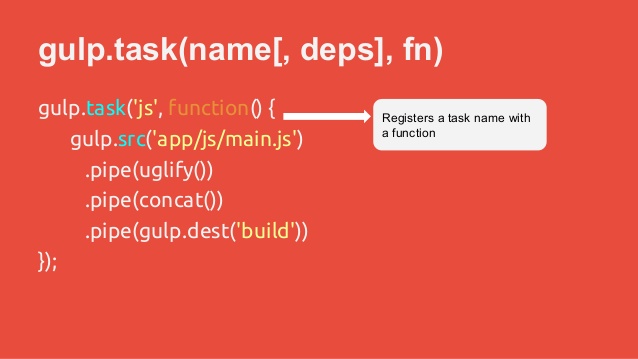 gulp.task(name[, deps], fn)
gulp.task('js', function() {
gulp.src('app/js/main.js')
.pipe(uglify())
.pipe(concat())
.pipe(gulp.dest('build'))
});
Registers a task name with
a function